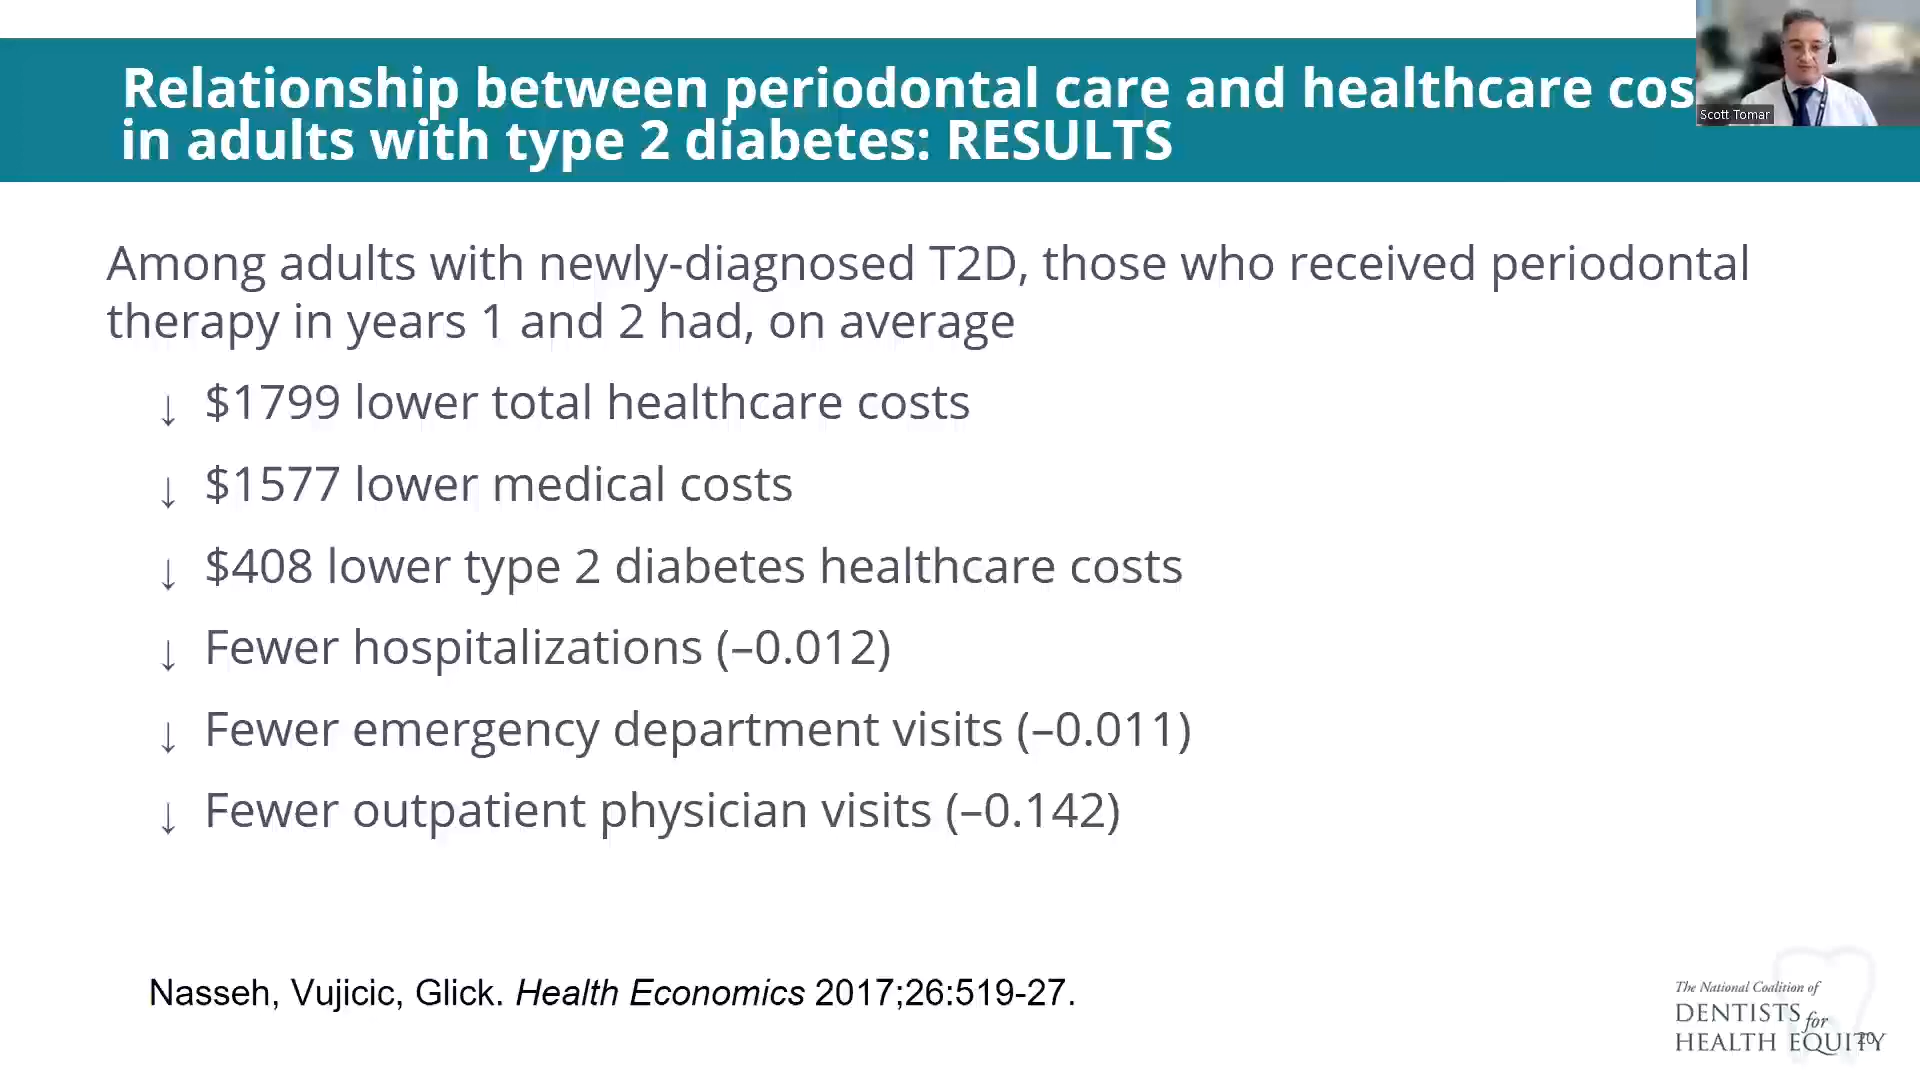 Relationship between periodontal care and healthcare cos
in adults with type 2 diabetes: RESULTS
Scott Tomar
Among adults with newly-diagnosed T2D, those who received periodontal
therapy in years 1 and 2 had, on average
↓ $1799 lower total healthcare costs
↓ $1577 lower medical costs
↓ $408 lower type 2 diabetes healthcare costs
↓ Fewer hospitalizations (–0.012)
↓ Fewer emergency department visits (–0.011)
↓ Fewer outpatient physician visits (–0.142)
Nasseh, Vujicic, Glick. Health Economics 2017;26:519-27.
The National Coalition of
DENTISTS for
HEALTH EQUITY
20